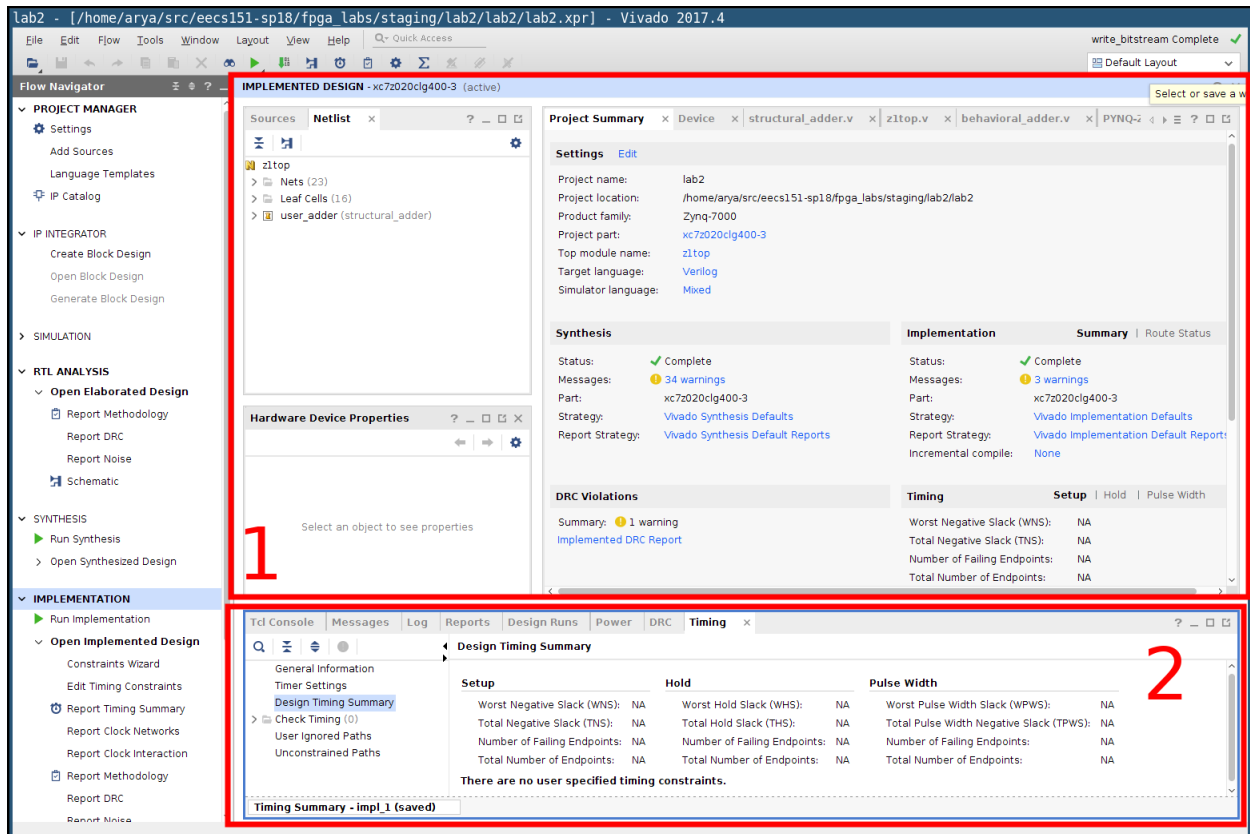 lab2 - [/home/arya/src/eecs151-sp18/fpga_labs/staging/lab2/lab2/lab2.xpr] - Vivado 2017.4
File Edit Flow Tools Window Layout View Help Quick Access write_bitstream Complete
Default Layout
Flow Navigator
PROJECT MANAGER
Settings
Add Sources
Language Templates
IP Catalog
IP INTEGRATOR
Create Block Design
Open Block Design
Generate Block Design
SIMULATION
RTL ANALYSIS
Open Elaborated Design
Report Methodology
Report DRC
Report Noise
Schematic
SYNTHESIS
Run Synthesis
Open Synthesized Design
IMPLEMENTATION
Run Implementation
Open Implemented Design
Constraints Wizard
Edit Timing Constraints
Report Timing Summary
Report Clock Networks
Report Clock Interaction
Report Methodology
Report DRC
Report Noise
IMPLEMENTED DESIGN - xc7z020clg400-3 (active)
Select or save a w
Sources Netlist
z1top
Nets (23)
Leaf Cells (16)
user_adder (structural_adder)
Hardware Device Properties
Select an object to see properties
1
Project Summary Device structural_adder.v z1top.v behavioral_adder.v PYNQ-
Settings Edit
Project name: lab2
Project location: /home/arya/src/eecs151-sp18/fpga_labs/staging/lab2/lab2
Product family: Zynq-7000
Project part: xc7z020clg400-3
Top module name: z1top
Target language: Verilog
Simulator language: Mixed
Synthesis
Status: Complete
Messages: 34 warnings
Part: xc7z020clg400-3
Strategy: Vivado Synthesis Defaults
Report Strategy: Vivado Synthesis Default Reports
Implementation Summary | Route Status
Status: Complete
Messages: 3 warnings
Part: xc7z020clg400-3
Strategy: Vivado Implementation Defaults
Report Strategy: Vivado Implementation Default Reports
Incremental compile: None
DRC Violations
Summary: 1 warning
Implemented DRC Report
Timing Setup | Hold | Pulse Width
Worst Negative Slack (WNS): NA
Total Negative Slack (TNS): NA
Number of Failing Endpoints: NA
Total Number of Endpoints: NA
Tcl Console Messages Log Reports Design Runs Power DRC Timing
General Information
Timer Settings
Design Timing Summary
Check Timing (0)
User Ignored Paths
Unconstrained Paths
Design Timing Summary
2
Setup Hold Pulse Width
Worst Negative Slack (WNS): NA Worst Hold Slack (WHS): NA Worst Pulse Width Slack (WPWS): NA
Total Negative Slack (TNS): NA Total Hold Slack (THS): NA Total Pulse Width Negative Slack (TPWS): NA
Number of Failing Endpoints: NA Number of Failing Endpoints: NA Number of Failing Endpoints: NA
Total Number of Endpoints: NA Total Number of Endpoints: NA Total Number of Endpoints: NA
There are no user specified timing constraints.
Timing Summary - impl_1 (saved)